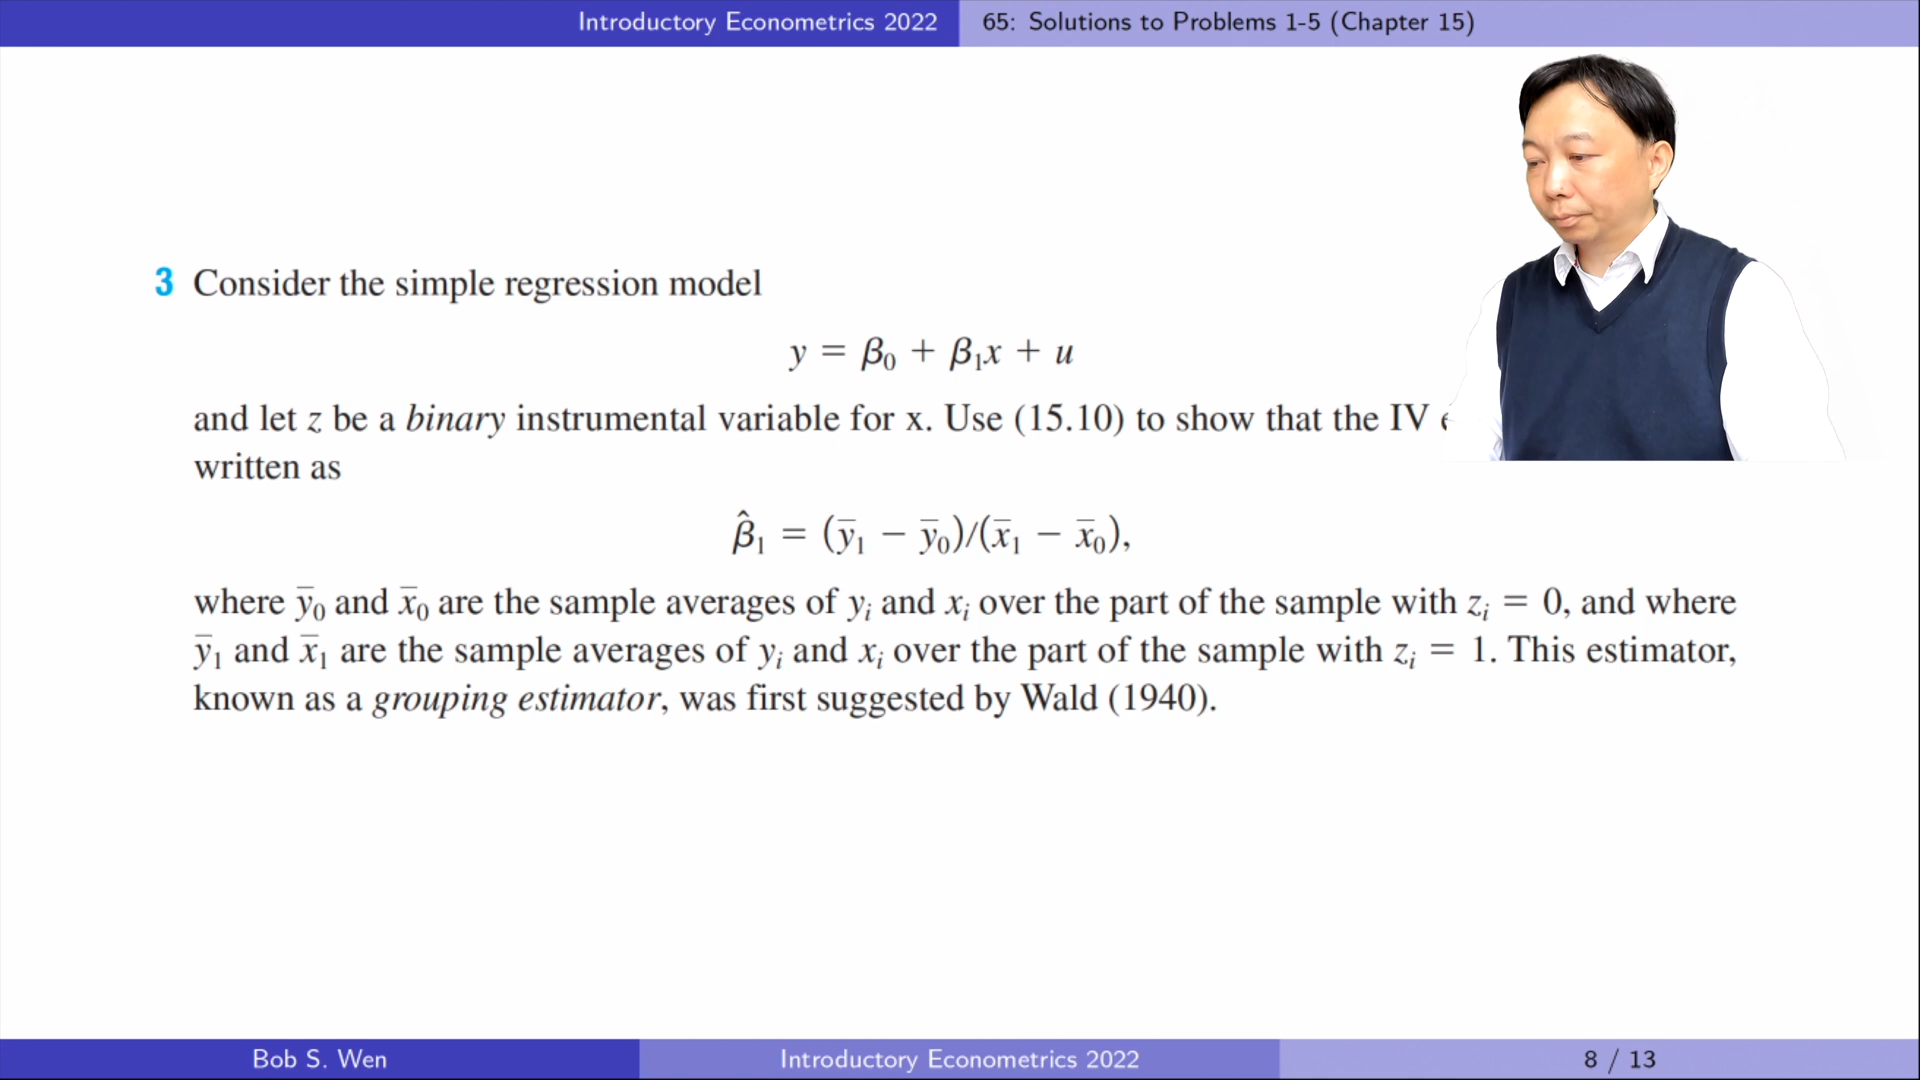 Introductory Econometrics 2022 65: Solutions to Problems 1-5 (Chapter 15)
3 Consider the simple regression model
y = β₀ + β₁x + u
and let z be a binary instrumental variable for x. Use (15.10) to show that the IV
written as
β̂₁ = (ȳ₁ − ȳ₀)/(x̄₁ − x̄₀),
where ȳ₀ and x̄₀ are the sample averages of yᵢ and xᵢ over the part of the sample with zᵢ = 0, and where
ȳ₁ and x̄₁ are the sample averages of yᵢ and xᵢ over the part of the sample with zᵢ = 1. This estimator,
known as a grouping estimator, was first suggested by Wald (1940).
Bob S. Wen Introductory Econometrics 2022 8 / 13